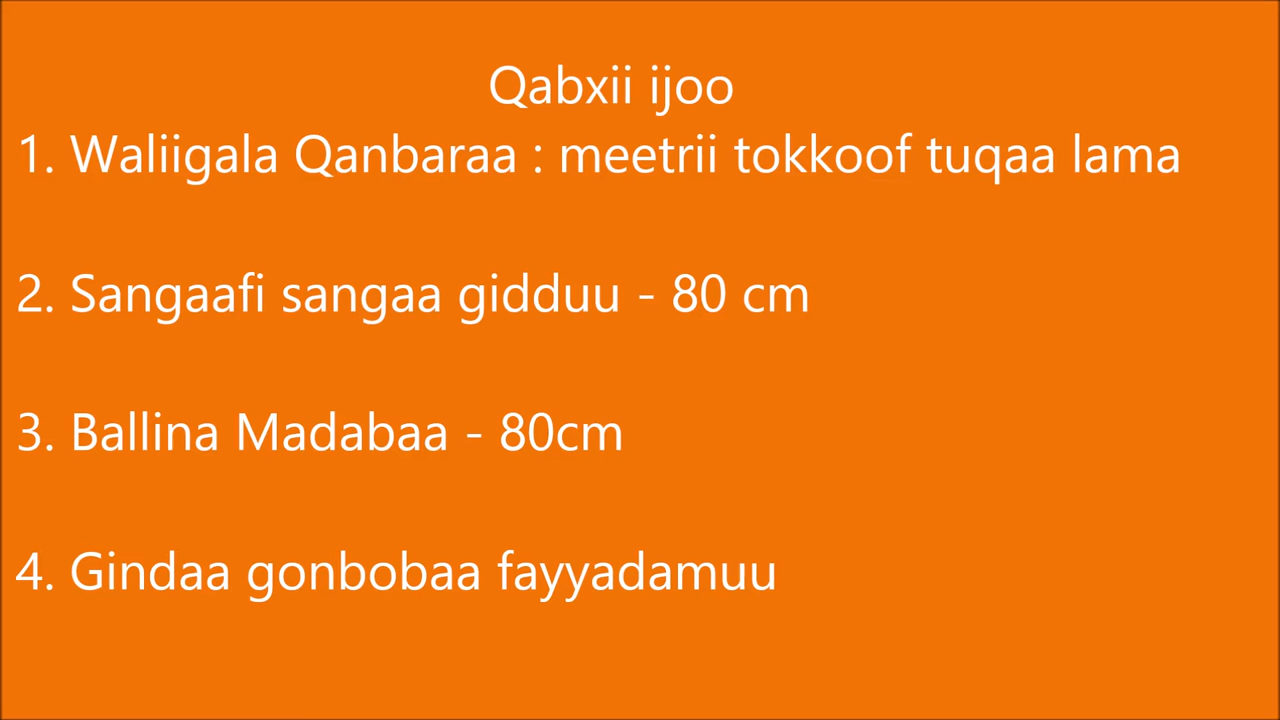 Qabxii ijoo
1. Waliigala Qanbaraa : meetrii tokkoof tuqaa lama
2. Sangaafi sangaa gidduu - 80 cm
3. Ballina Madabaa - 80cm
4. Gindaa gonbobaa fayyadamuu